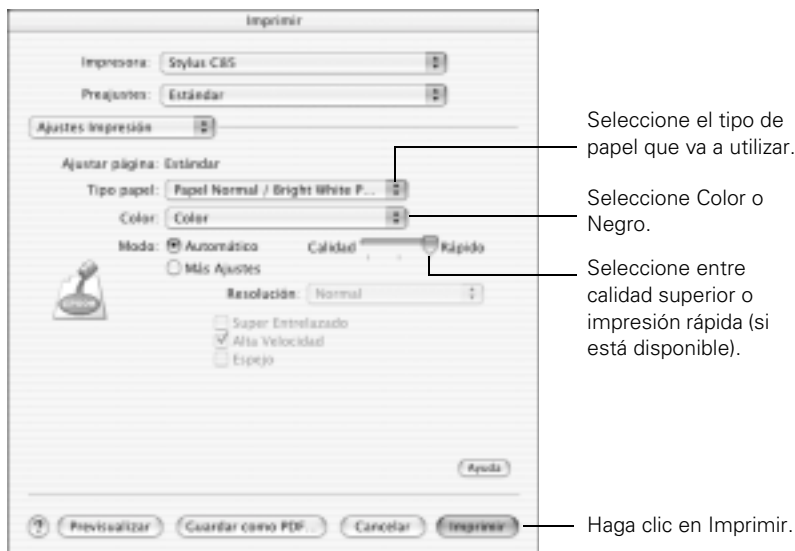 Imprimir
Impresora: Stylus C85
Preajustes: Estándar
Ajustes Impresión
Ajustar página: Estándar
Tipo papel: Papel Normal / Bright White P...
Color: Color
Modo: Automático Calidad Rápido
Más Ajustes
Resolución: Normal
Super Entrelazado
Alta Velocidad
Espejo
Ayuda
? Previsualizar Guardar como PDF... Cancelar Imprimir
Seleccione el tipo de
papel que va a utilizar.
Seleccione Color o
Negro.
Seleccione entre
calidad superior o
impresión rápida (si
está disponible).
Haga clic en Imprimir.